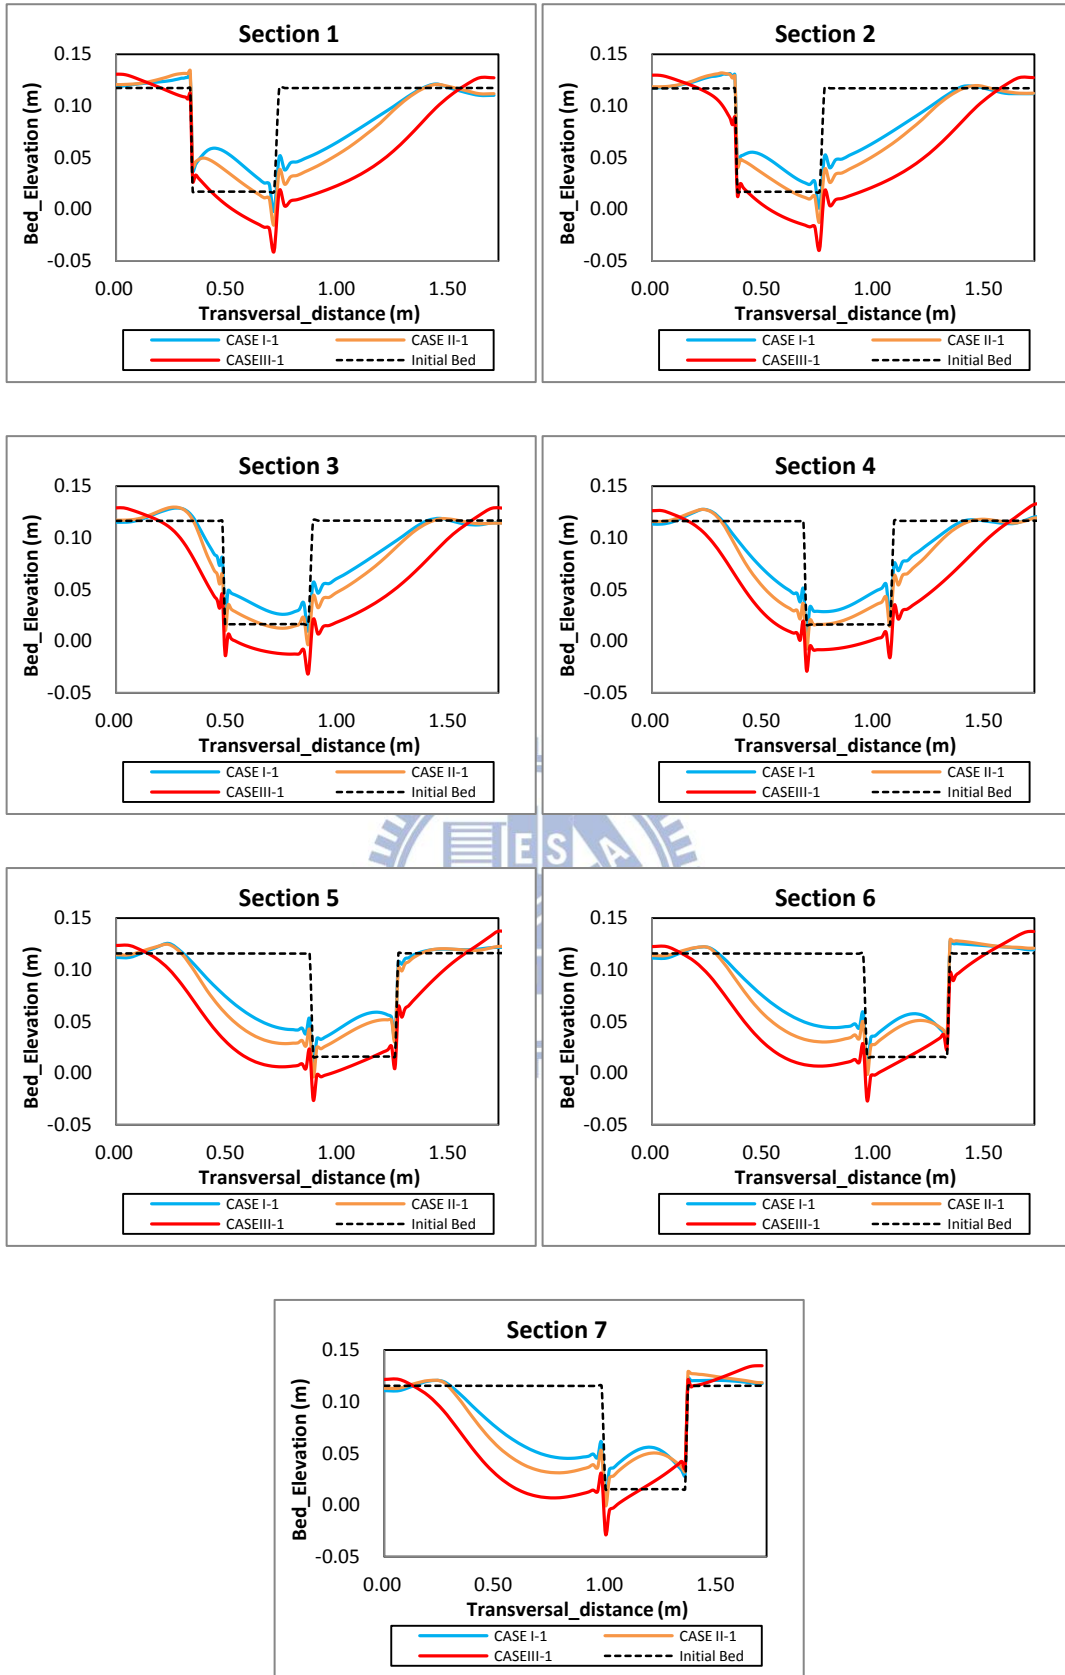 Section 1
0.15
0.10
0.05
0.00
-0.05
Bed_Elevation (m)
0.00 0.50 1.00 1.50
Transversal_distance (m)
CASE I-1 CASE II-1
CASEIII-1 Initial Bed
Section 2
0.15
0.10
0.05
0.00
-0.05
Bed_Elevation (m)
0.00 0.50 1.00 1.50
Transversal_distance (m)
CASE I-1 CASE II-1
CASEIII-1 Initial Bed
Section 3
0.15
0.10
0.05
0.00
-0.05
Bed_Elevation (m)
0.00 0.50 1.00 1.50
Transversal_distance (m)
CASE I-1 CASE II-1
CASEIII-1 Initial Bed
Section 4
0.15
0.10
0.05
0.00
-0.05
Bed_Elevation (m)
0.00 0.50 1.00 1.50
Transversal_distance (m)
CASE I-1 CASE II-1
CASEIII-1 Initial Bed
ESA
Section 5
0.15
0.10
0.05
0.00
-0.05
Bed_Elevation (m)
0.00 0.50 1.00 1.50
Transversal_distance (m)
CASE I-1 CASE II-1
CASEIII-1 Initial Bed
Section 6
0.15
0.10
0.05
0.00
-0.05
Bed_Elevation (m)
0.00 0.50 1.00 1.50
Transversal_distance (m)
CASE I-1 CASE II-1
CASEIII-1 Initial Bed
Section 7
0.15
0.10
0.05
0.00
-0.05
Bed_Elevation (m)
0.00 0.50 1.00 1.50
Transversal_distance (m)
CASE I-1 CASE II-1
CASEIII-1 Initial Bed